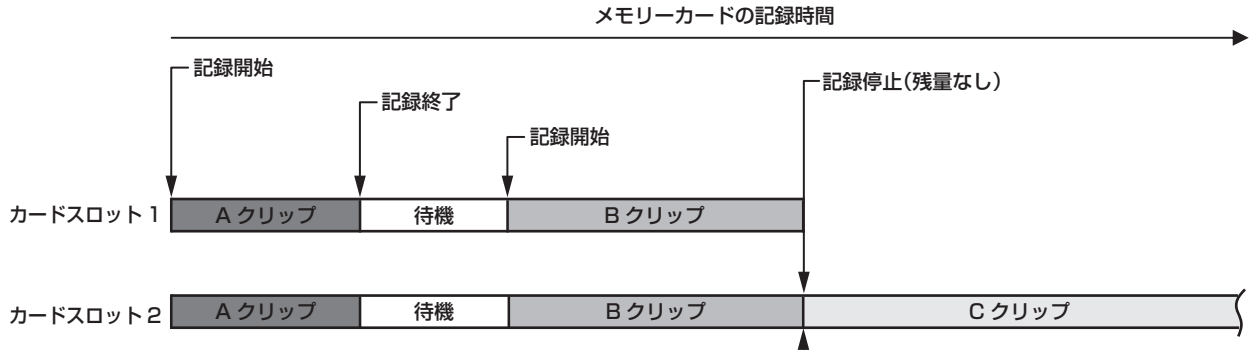 メモリーカードの記録時間
記録開始
記録終了
記録開始
記録停止(残量なし)
カードスロット 1 A クリップ 待機 B クリップ
カードスロット 2 A クリップ 待機 B クリップ C クリップ